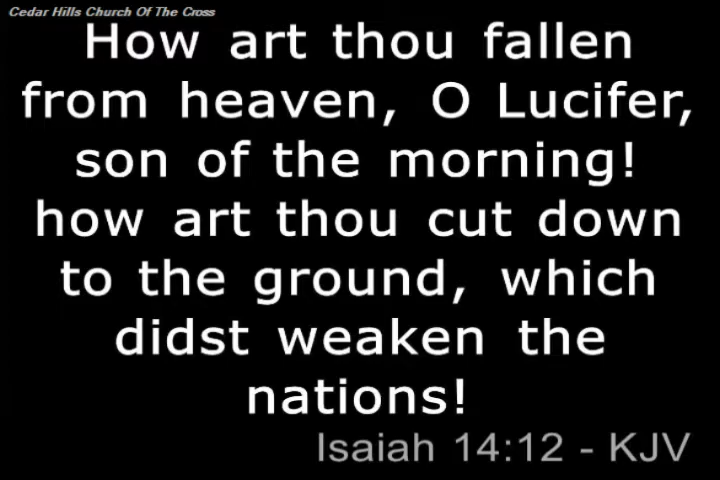 Cedar Hills Church Of The Cross
How art thou fallen
from heaven, O Lucifer,
son of the morning!
how art thou cut down
to the ground, which
didst weaken the
nations!
Isaiah 14:12 - KJV